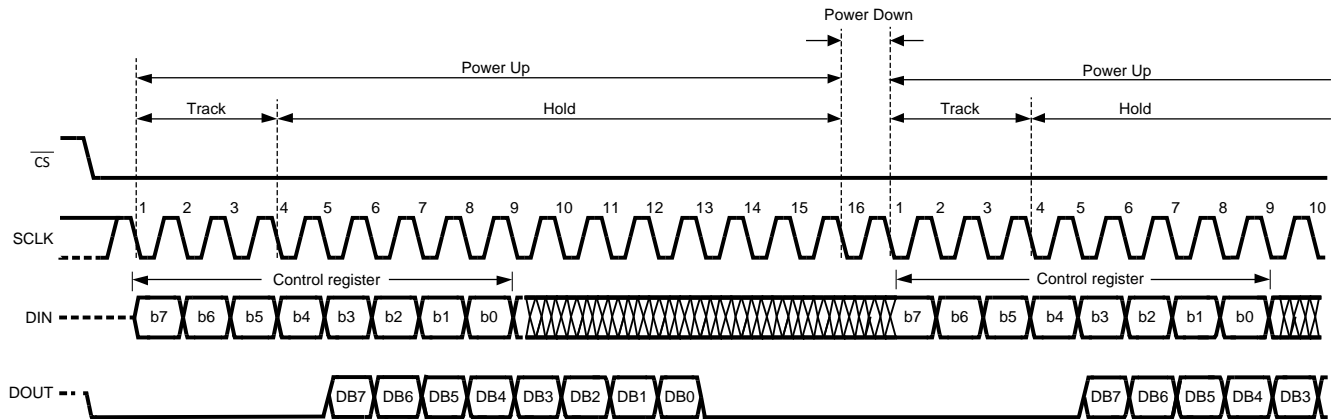 Power Down
Power Up Power Up
Track Hold Track Hold
CS
1 2 3 4 5 6 7 8 9 10 11 12 13 14 15 16 1 2 3 4 5 6 7 8 9 10
SCLK
Control register Control register
DIN b7 b6 b5 b4 b3 b2 b1 b0 b7 b6 b5 b4 b3 b2 b1 b0
DOUT DB7 DB6 DB5 DB4 DB3 DB2 DB1 DB0 DB7 DB6 DB5 DB4 DB3